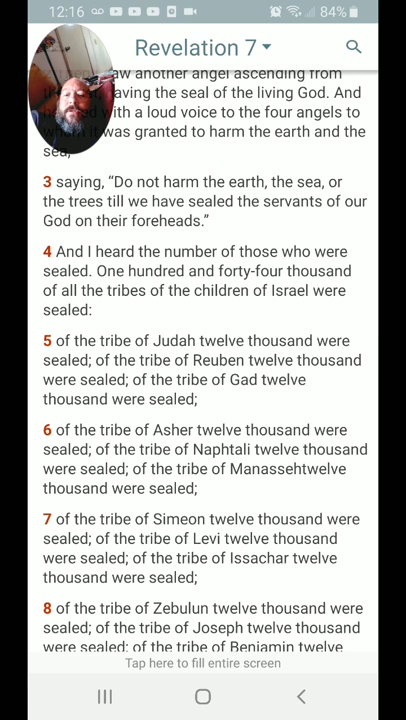 12:16 84%
Revelation 7
aw another angel ascending from
aving the seal of the living God. And
with a loud voice to the four angels to
whom it was granted to harm the earth and the
sea,
3 saying, “Do not harm the earth, the sea, or
the trees till we have sealed the servants of our
God on their foreheads.”
4 And I heard the number of those who were
sealed. One hundred and forty-four thousand
of all the tribes of the children of Israel were
sealed:
5 of the tribe of Judah twelve thousand were
sealed; of the tribe of Reuben twelve thousand
were sealed; of the tribe of Gad twelve
thousand were sealed;
6 of the tribe of Asher twelve thousand were
sealed; of the tribe of Naphtali twelve thousand
were sealed; of the tribe of Manassehtwelve
thousand were sealed;
7 of the tribe of Simeon twelve thousand were
sealed; of the tribe of Levi twelve thousand
were sealed; of the tribe of Issachar twelve
thousand were sealed;
8 of the tribe of Zebulun twelve thousand were
sealed; of the tribe of Joseph twelve thousand
were sealed; of the tribe of Benjamin twelve
Tap here to fill entire screen